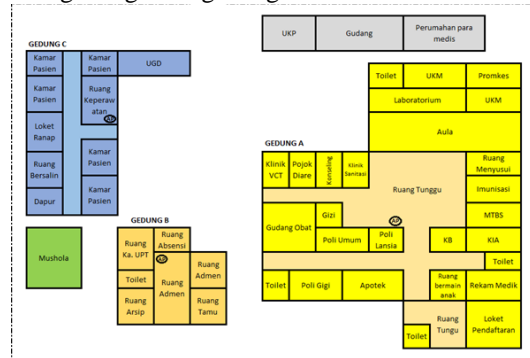 GEDUNG C
Kamar
Pasien
Kamar
Pasien
UGD
Kamar
Pasien
Ruang
Keperaw
atan
Loket
Ranap
Kamar
Pasien
Ruang
Bersalin
Dapur
Kamar
Pasien
Mushola
GEDUNG B
Ruang
Ka. UPT
Ruang
Absensi
Toilet
Ruang
Admen
Ruang
Admen
Ruang
Arsip
Ruang
Tamu
UKP
Gudang
Perumahan para
medis
Toilet
UKM
Promkes
Laboratorium
UKM
Aula
GEDUNG A
Klinik
VCT
Pojok
Diare
Konseling
Klinik
Sanitasi
Ruang Tunggu
Ruang
Menyusui
Imunisasi
Gudang Obat
Gizi
AP
MTBS
Poli Umum
Poli
Lansia
KB
KIA
Toilet
Toilet
Poli Gigi
Apotek
Ruang
bermain
anak
Rekam Medik
Ruang
Tungu
Loket
Pendaftaran
Toilet